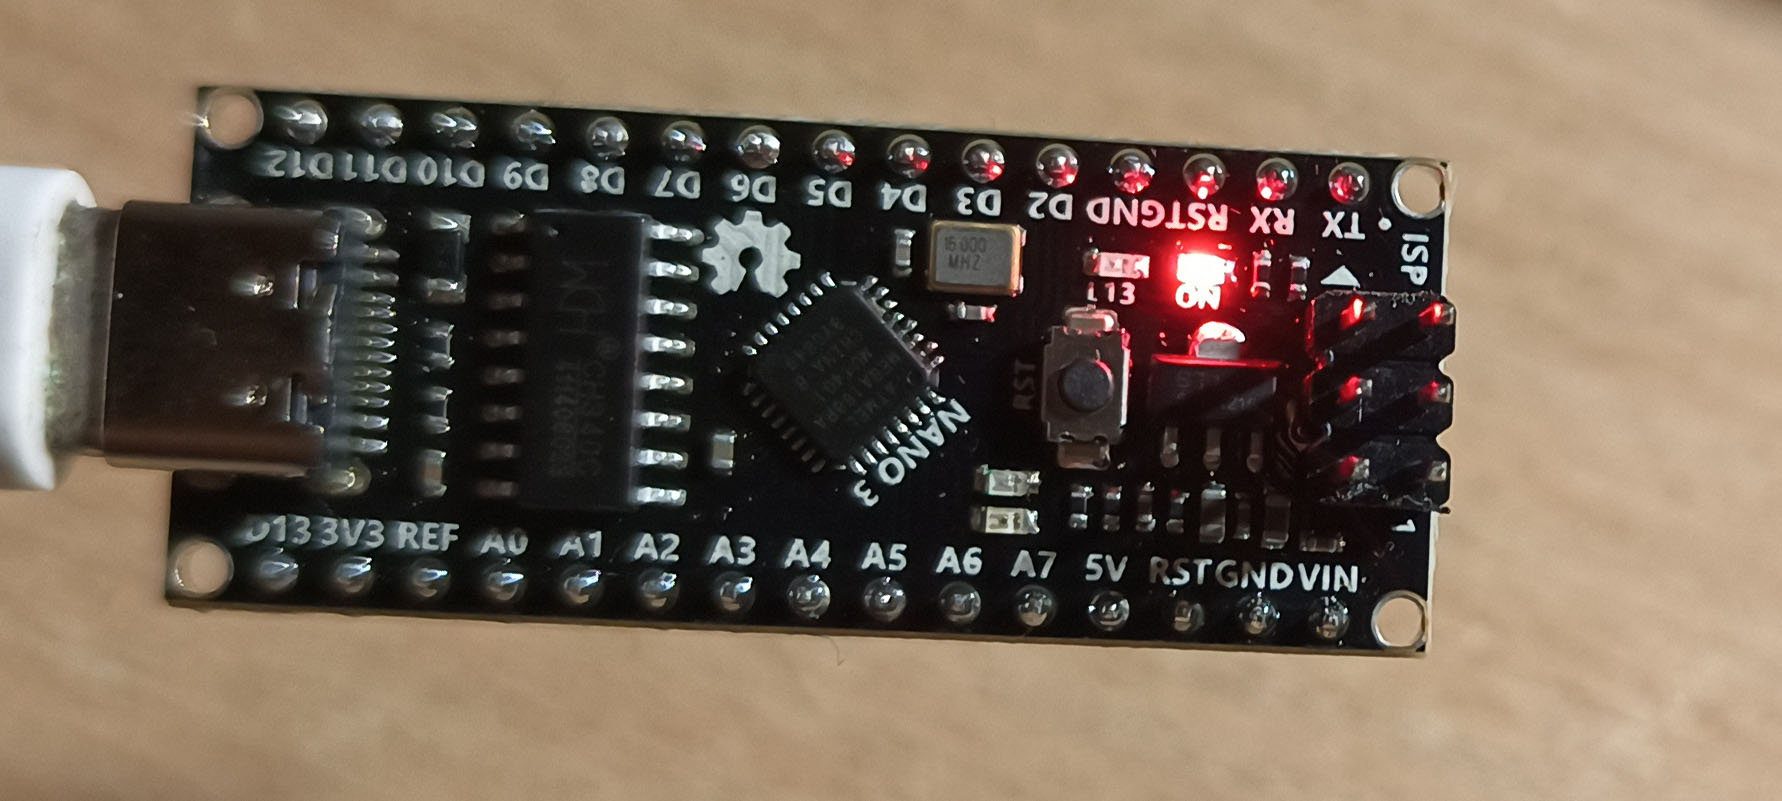 D12 D11 D10 D9 D8 D7 D6 D5 D4 D3 D2 GND RST RX TX
ISP
16.000
MHZ
L13
ON
RST
CH340C
NANO 3
1
D13 3V3 REF A0 A1 A2 A3 A4 A5 A6 A7 5V RST GND VIN